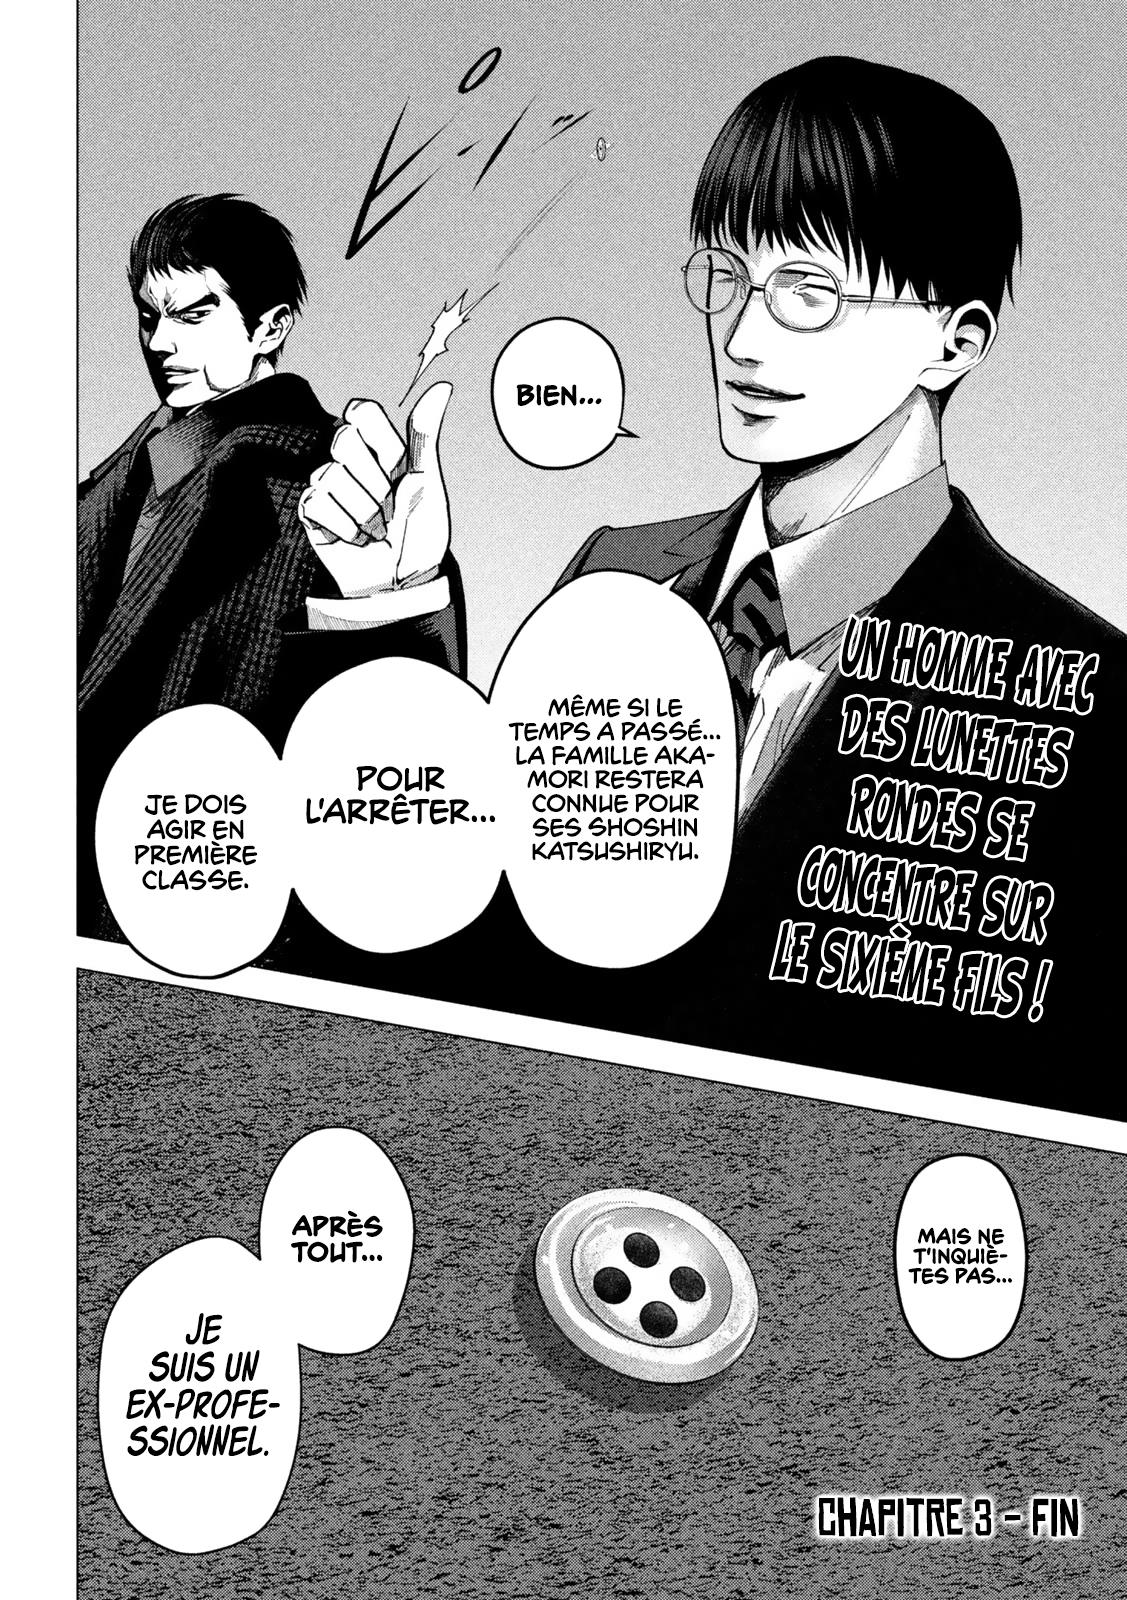 BIEN...
MÊME SI LE
TEMPS A PASSÉ...
LA FAMILLE AKA-
MORI RESTERA
CONNUE POUR
SES SHOSHIN
KATSUSHIRYU.
POUR
L'ARRÊTER...
JE DOIS
AGIR EN
PREMIÈRE
CLASSE.
UN HOMME AVEC
DES LUNETTES
RONDES SE
CONCENTRE SUR
LE SIXIÈME FILS !
MAIS NE
T'INQUIÈ-
TES PAS...
APRÈS
TOUT...
JE
SUIS UN
EX-PROFE-
SSIONNEL.
CHAPITRE 3 - FIN